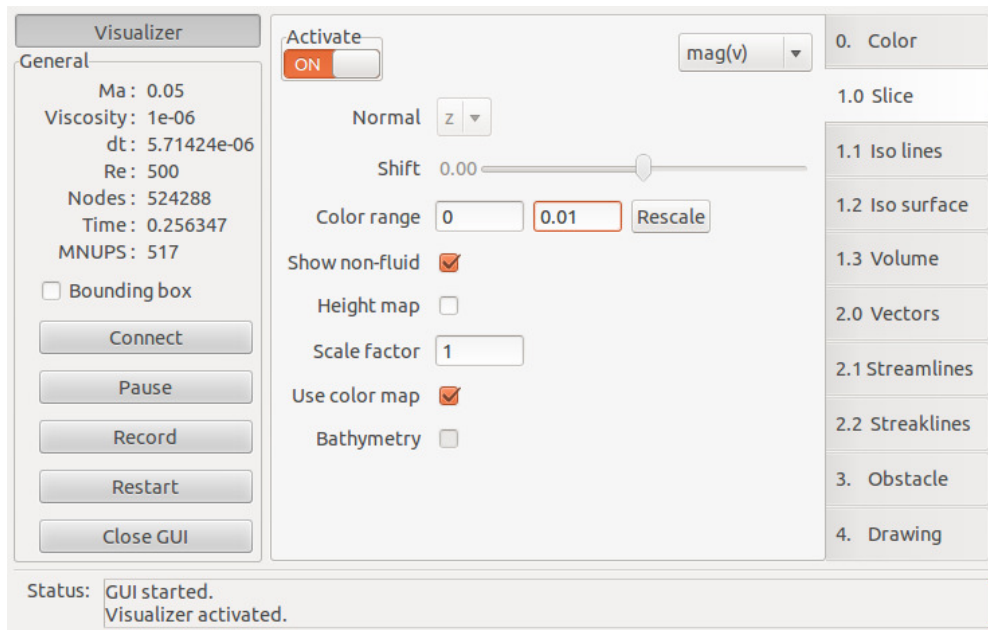 Visualizer
General
Ma: 0.05
Viscosity: 1e-06
dt: 5.71424e-06
Re: 500
Nodes: 524288
Time: 0.256347
MNUPS: 517
Bounding box
Connect
Pause
Record
Restart
Close GUI
Activate
ON
mag(v)
Normal z
Shift 0.00
Color range 0 0.01 Rescale
Show non-fluid
Height map
Scale factor 1
Use color map
Bathymetry
0. Color
1.0 Slice
1.1 Iso lines
1.2 Iso surface
1.3 Volume
2.0 Vectors
2.1 Streamlines
2.2 Streaklines
3. Obstacle
4. Drawing
Status: GUI started.
Visualizer activated.